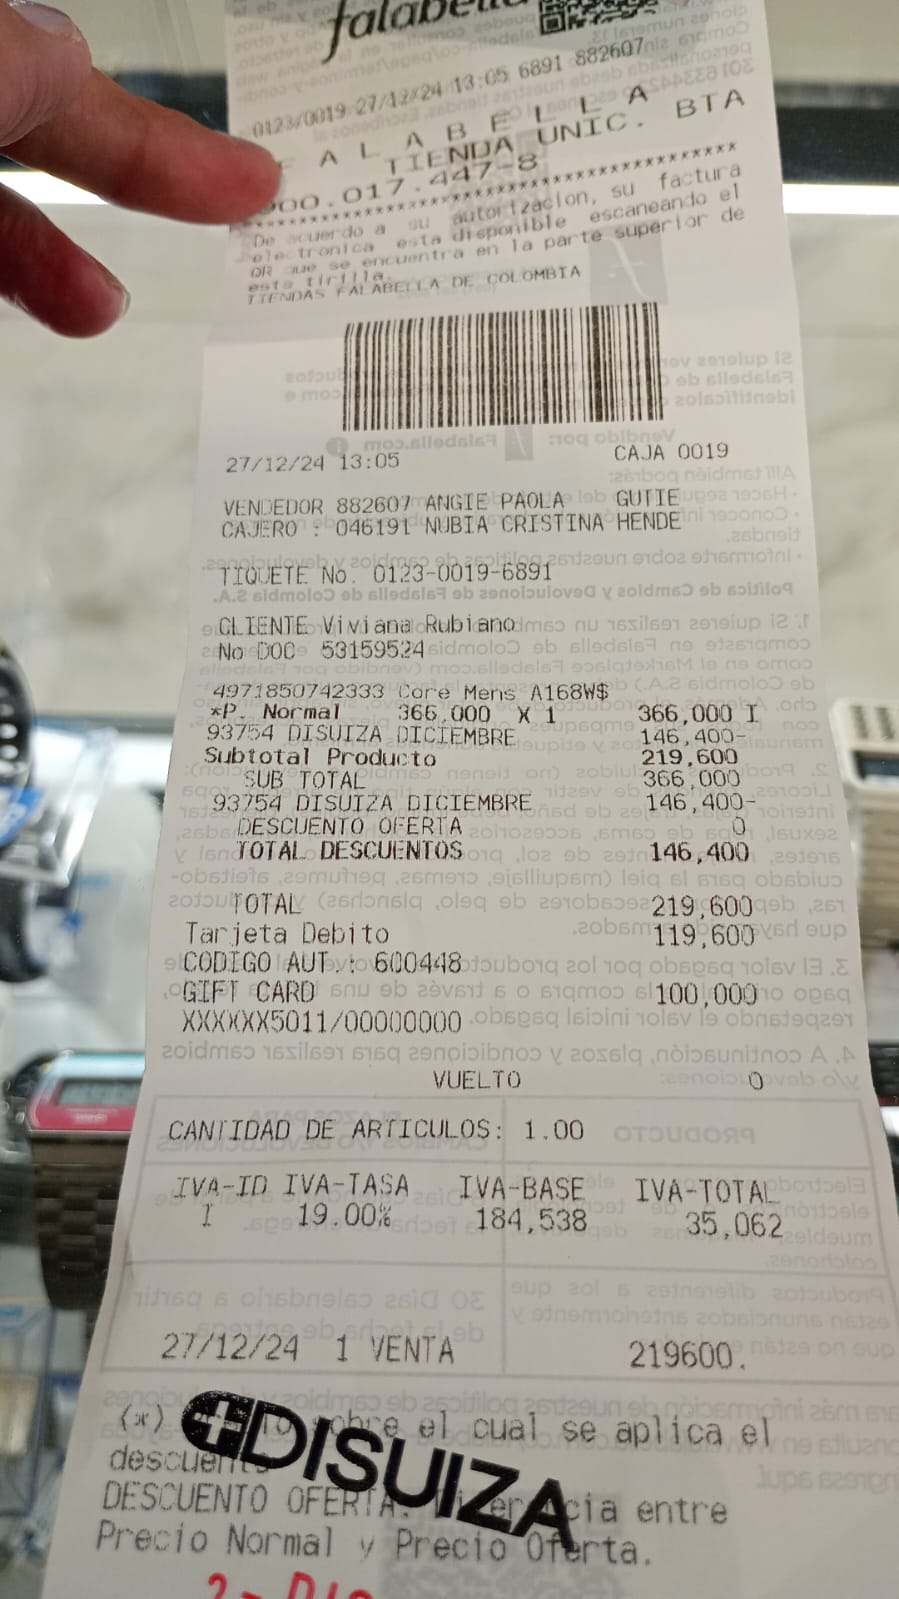 falabella
0123/0019 27/12/24 13:05 6891 882607
F A L A B E L L A
TIENDA UNIC. BTA
900.017.447-8
****************************************
De acuerdo a su autorizacion, su factura
electronica esta disponible escaneando el
QR que se encuentra en la parte superior de
esta tirilla.
TIENDAS FALABELLA DE COLOMBIA
27/12/24 13:05 CAJA 0019
VENDEDOR 882607 ANGIE PAOLA GUTIE
CAJERO : 046191 NUBIA CRISTINA HENDE
TIQUETE No. 0123-0019-6891
CLIENTE Viviana Rubiano
No DOC 53159524
4971850742333 Core Mens A168W$
*P. Normal 366,000 X 1 366,000 I
93754 DISUIZA DICIEMBRE 146,400-
Subtotal Producto 219,600
SUB TOTAL 366,000
93754 DISUIZA DICIEMBRE 146,400-
DESCUENTO OFERTA 0
TOTAL DESCUENTOS 146,400
TOTAL 219,600
Tarjeta Debito 119,600
CODIGO AUT.: 600448
GIFT CARD 100,000
XXXXXX5011/00000000
VUELTO 0
CANTIDAD DE ARTICULOS: 1.00
IVA-ID IVA-TASA IVA-BASE IVA-TOTAL
I 19.00% 184,538 35,062
27/12/24 1 VENTA 219600.
(*) sobre el cual se aplica el
descuento
DISUIZA
DESCUENTO OFERTA: Diferencia entre
Precio Normal y Precio Oferta.